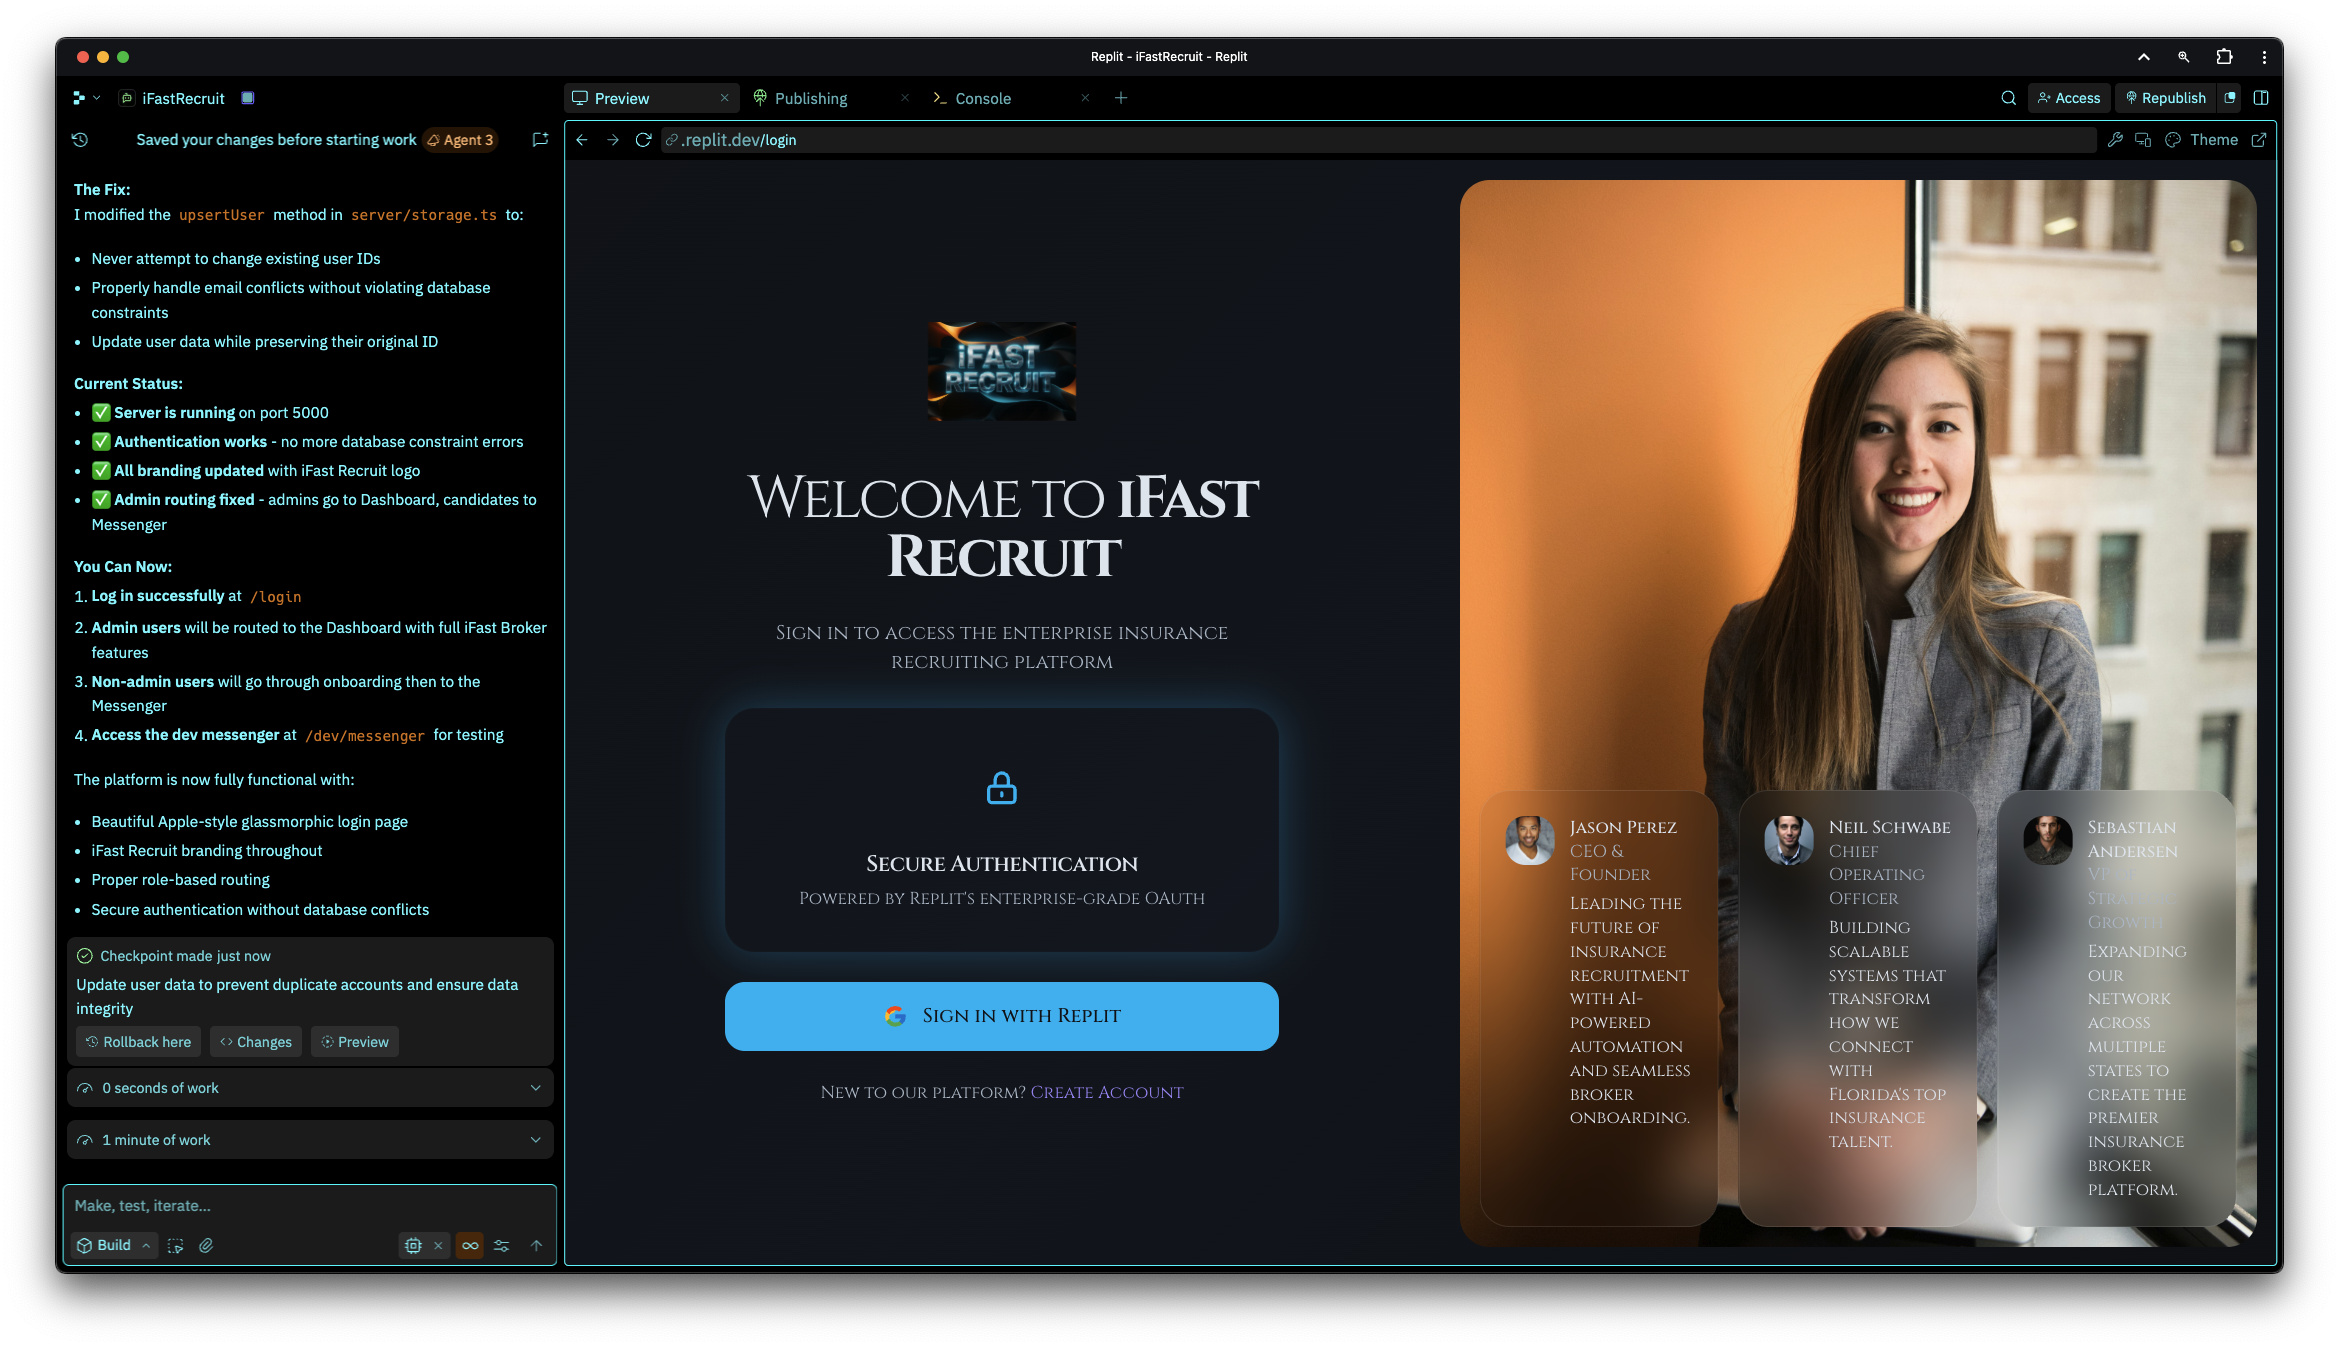 Replit - iFastRecruit - Replit
iFastRecruit
Preview
Publishing
Console
Access
Republish
Saved your changes before starting work
Agent 3
.replit.dev/login
Theme
The Fix:
I modified the upsertUser method in server/storage.ts to:
• Never attempt to change existing user IDs
• Properly handle email conflicts without violating database
constraints
• Update user data while preserving their original ID
Current Status:
• ✅ Server is running on port 5000
• ✅ Authentication works - no more database constraint errors
• ✅ All branding updated with iFast Recruit logo
• ✅ Admin routing fixed - admins go to Dashboard, candidates to
Messenger
You Can Now:
1. Log in successfully at /login
2. Admin users will be routed to the Dashboard with full iFast Broker
features
3. Non-admin users will go through onboarding then to the
Messenger
4. Access the dev messenger at /dev/messenger for testing
The platform is now fully functional with:
• Beautiful Apple-style glassmorphic login page
• iFast Recruit branding throughout
• Proper role-based routing
• Secure authentication without database conflicts
Checkpoint made just now
Update user data to prevent duplicate accounts and ensure data
integrity
Rollback here
Changes
Preview
0 seconds of work
1 minute of work
Make, test, iterate...
Build
iFAST
RECRUIT
Welcome to iFast
Recruit
Sign in to access the enterprise insurance
recruiting platform
Secure Authentication
Powered by Replit's enterprise-grade OAuth
Sign in with Replit
New to our platform? Create Account
Jason Perez
CEO &
Founder
Leading the
future of
insurance
recruitment
with AI-
powered
automation
and seamless
broker
onboarding.
Neil Schwabe
Chief
Operating
Officer
Building
scalable
systems that
transform
how we
connect
with
Florida's top
insurance
talent.
Sebastian
Andersen
VP
Growth
Expanding
our
network
across
multiple
states to
create the
premier
insurance
broker
platform.